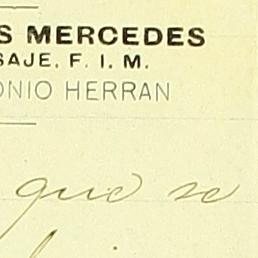 S MERCEDES
SAJE, F. I. M.
ONIO HERRAN
que se